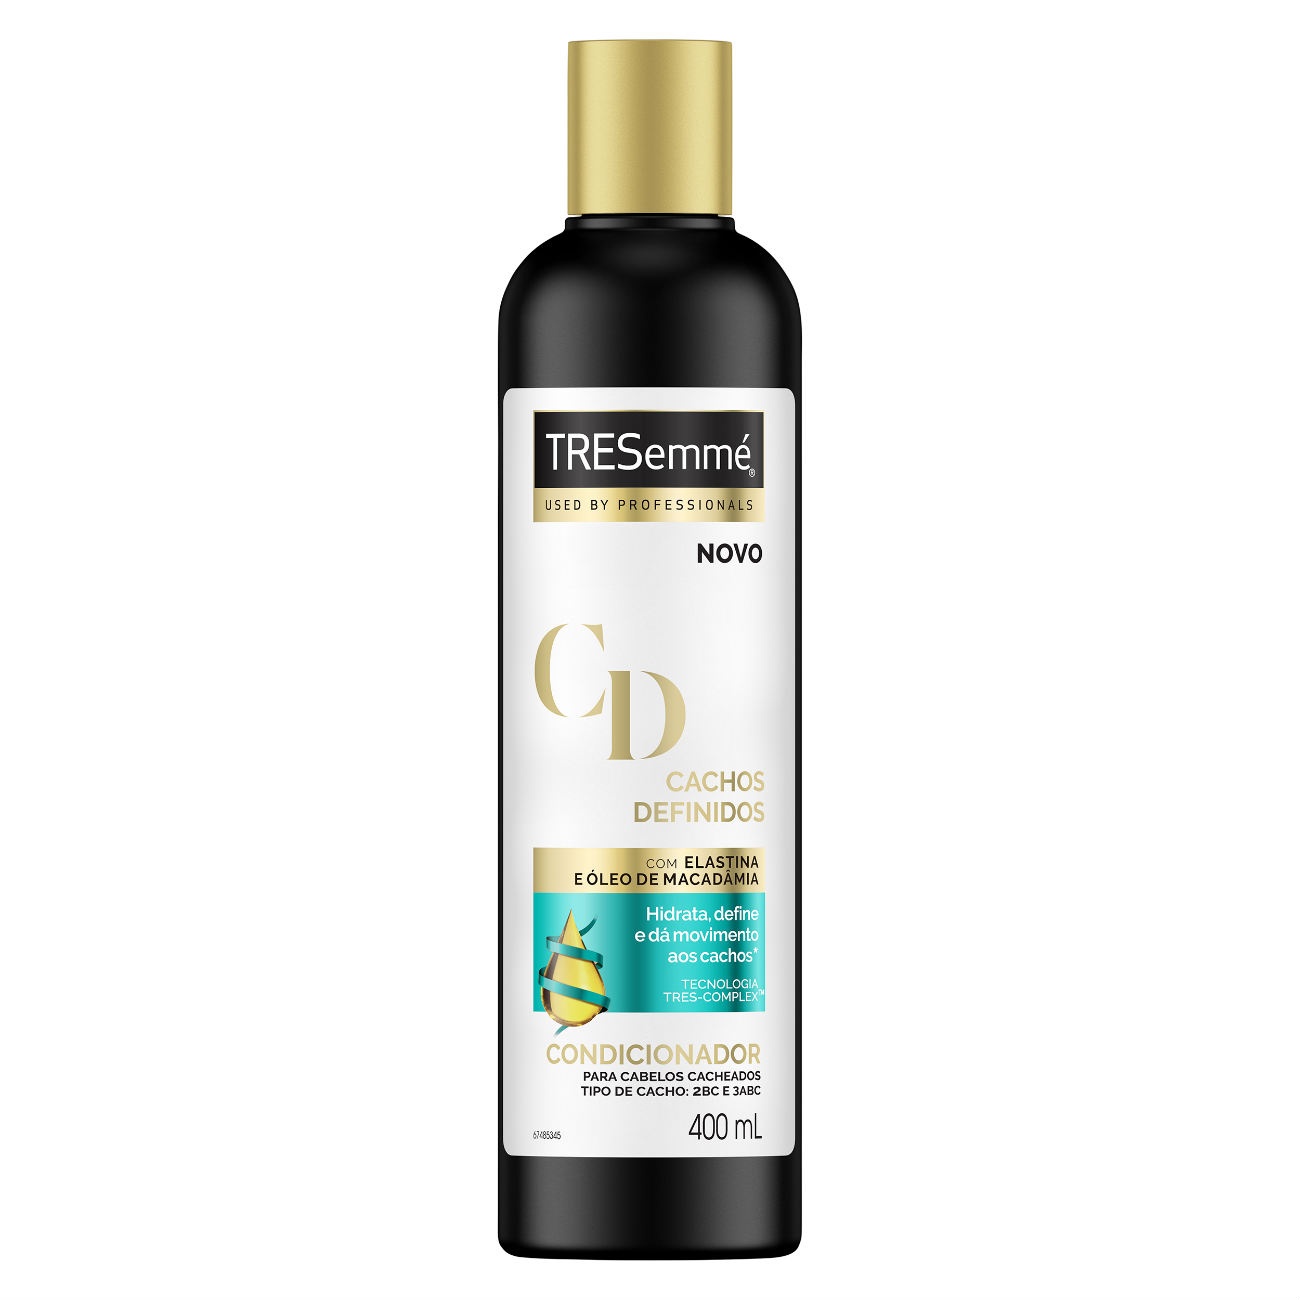 TRESemmé®
USED BY PROFESSIONALS
NOVO
CD
CACHOS
DEFINIDOS
COM ELASTINA
E ÓLEO DE MACADÂMIA
Hidrata, define
e dá movimento
aos cachos*
TECNOLOGIA
TRES-COMPLEX™
CONDICIONADOR
PARA CABELOS CACHEADOS
TIPO DE CACHO: 2BC E 3ABC
400 mL
67485345